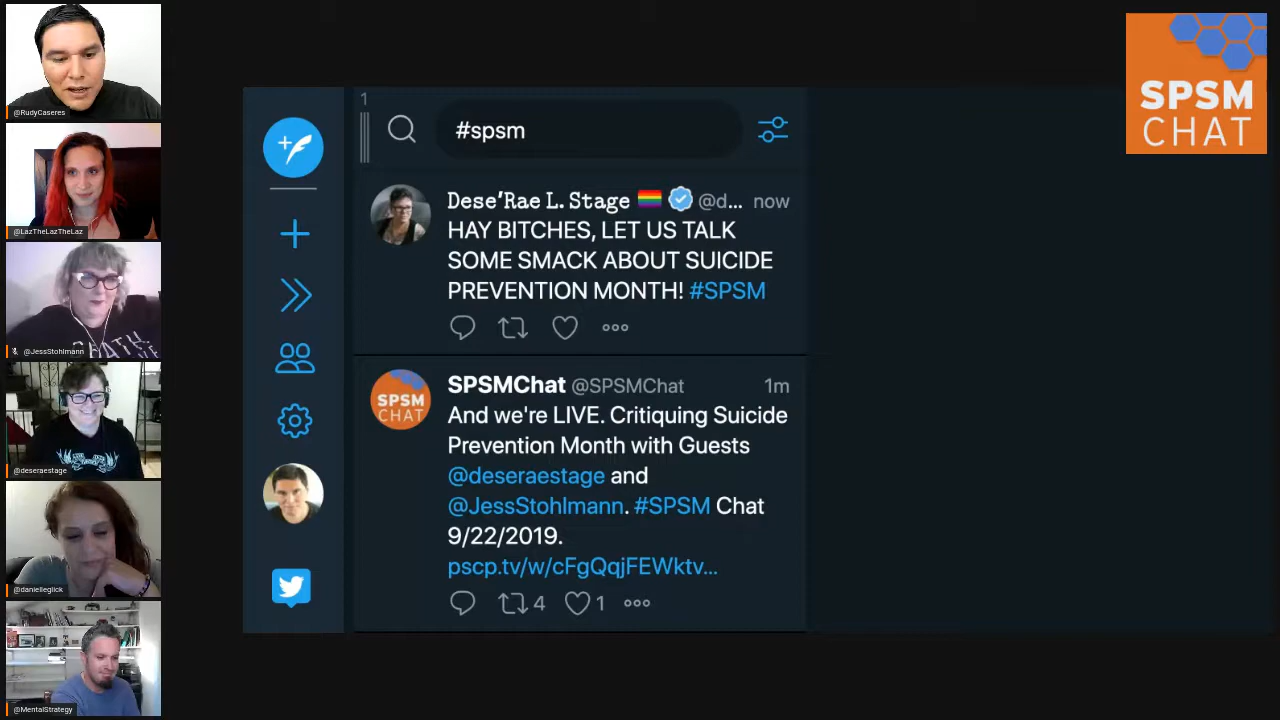 @RudyCaseres
@LazTheLazTheLaz
@JessStohlmann
@deseraestage
@danielleglick
@MentalStrategy
1
#spsm
Dese'Rae L. Stage @d... now
HAY BITCHES, LET US TALK
SOME SMACK ABOUT SUICIDE
PREVENTION MONTH! #SPSM
SPSM
CHAT
SPSMChat @SPSMChat 1m
And we're LIVE. Critiquing Suicide
Prevention Month with Guests
@deseraestage and
@JessStohlmann. #SPSM Chat
9/22/2019.
pscp.tv/w/cFgQqjFEWktv...
4 1
SPSM
CHAT